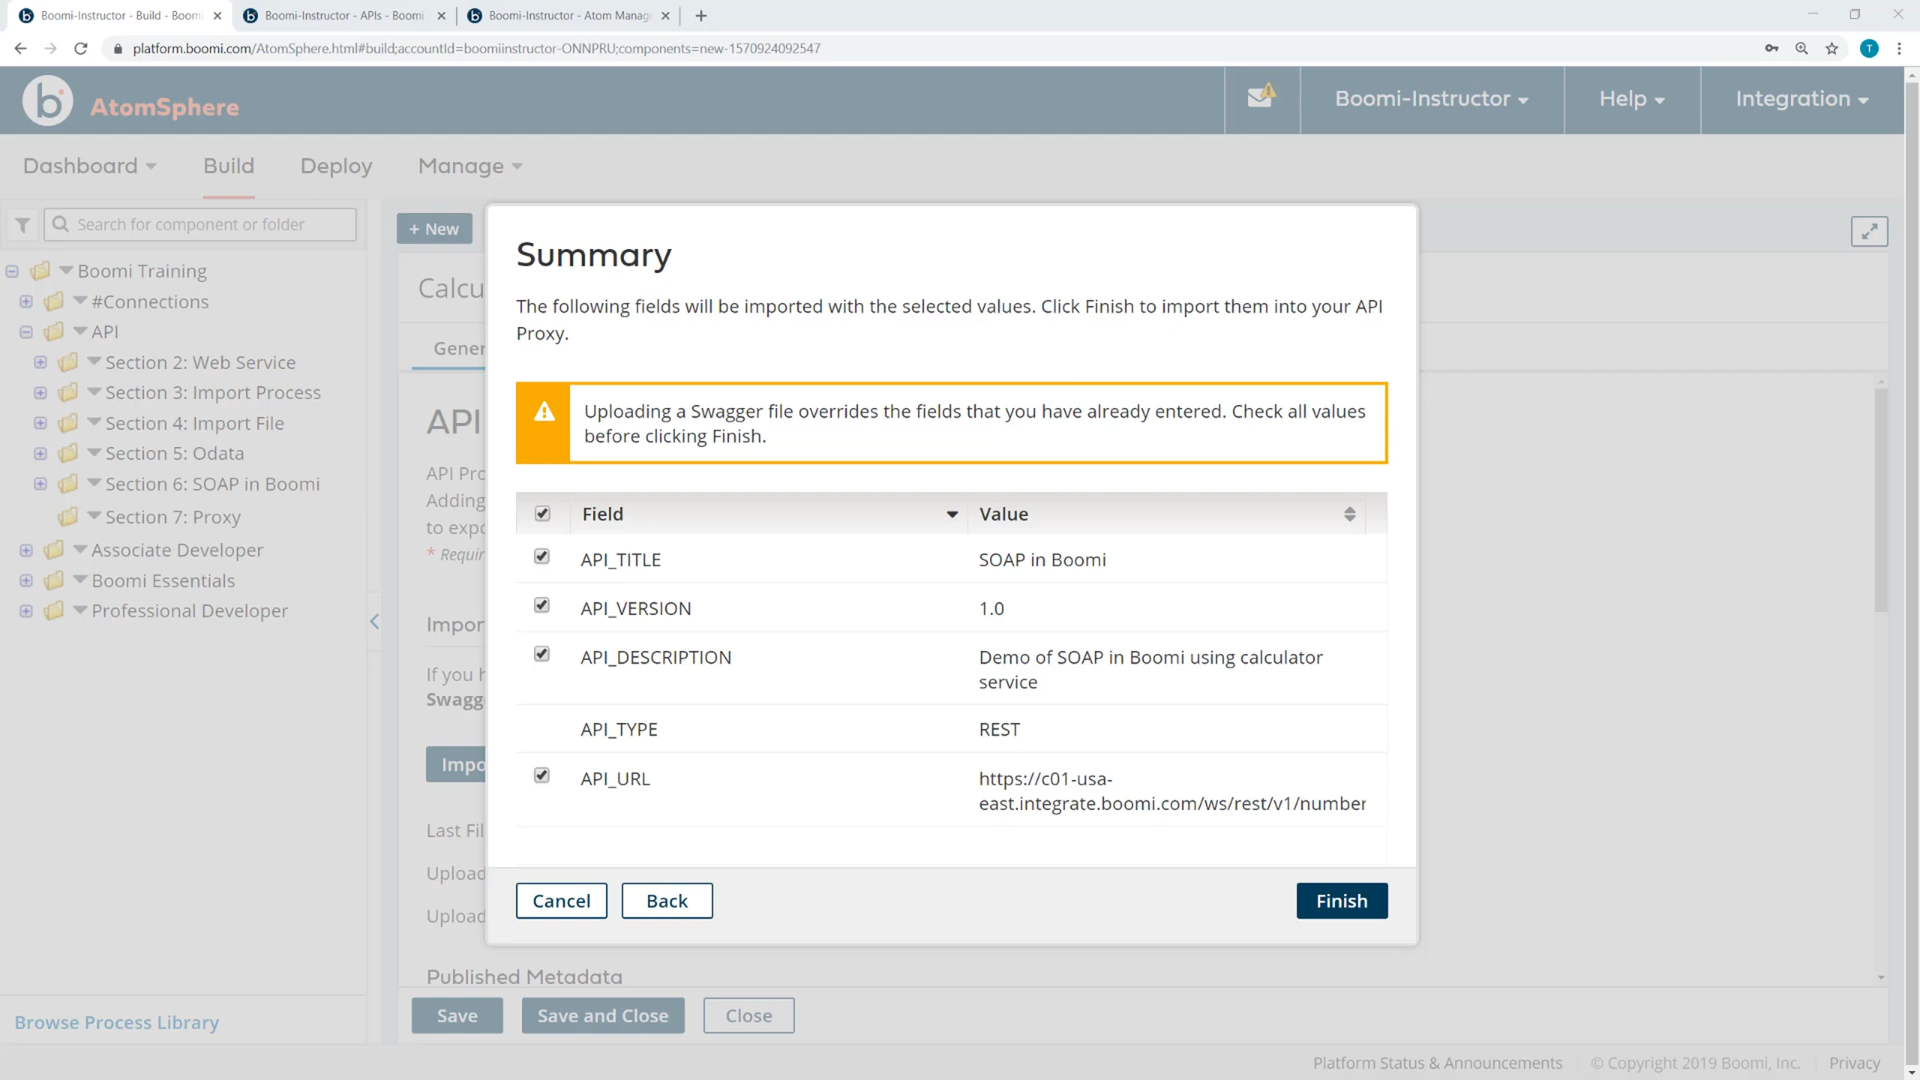 Boomi-Instructor - Build - Boomi
Boomi-Instructor - APIs - Boomi
Boomi-Instructor - Atom Manag
platform.boomi.com/AtomSphere.html#build;accountId=boomiinstructor-ONNPRU;components=new-1570924092547
T
b
AtomSphere
Boomi-Instructor
Help
Integration
Dashboard
Build
Deploy
Manage
Search for component or folder
+ New
Boomi Training
#Connections
API
Section 2: Web Service
Section 3: Import Process
Section 4: Import File
Section 5: Odata
Section 6: SOAP in Boomi
Section 7: Proxy
Associate Developer
Boomi Essentials
Professional Developer
Browse Process Library
Calcu
Gener
API
API Pro
Adding
to expo
* Requir
Impor
If you h
Swagg
Impo
Last Fil
Upload
Upload
Published Metadata
Summary
The following fields will be imported with the selected values. Click Finish to import them into your API
Proxy.
Uploading a Swagger file overrides the fields that you have already entered. Check all values
before clicking Finish.
Field Value
API_TITLE SOAP in Boomi
API_VERSION 1.0
API_DESCRIPTION Demo of SOAP in Boomi using calculator
service
API_TYPE REST
API_URL https://c01-usa-
east.integrate.boomi.com/ws/rest/v1/number
Cancel Back Finish
Save Save and Close Close
Platform Status & Announcements © Copyright 2019 Boomi, Inc. Privacy